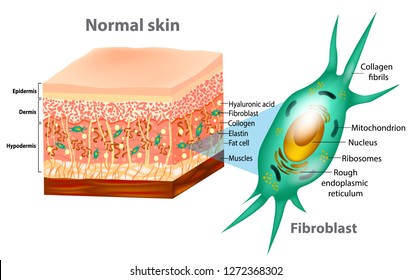 Normal skin
Epidermis
Dermis
Hypodermis
Hyaluronic acid
Fibroblast
Collagen
Elastin
Fat cell
Muscles
Collagen
fibrils
Mitochondrion
Nucleus
Ribosomes
Rough
endoplasmic
reticulum
Fibroblast
shutterstock.com · 1272368302